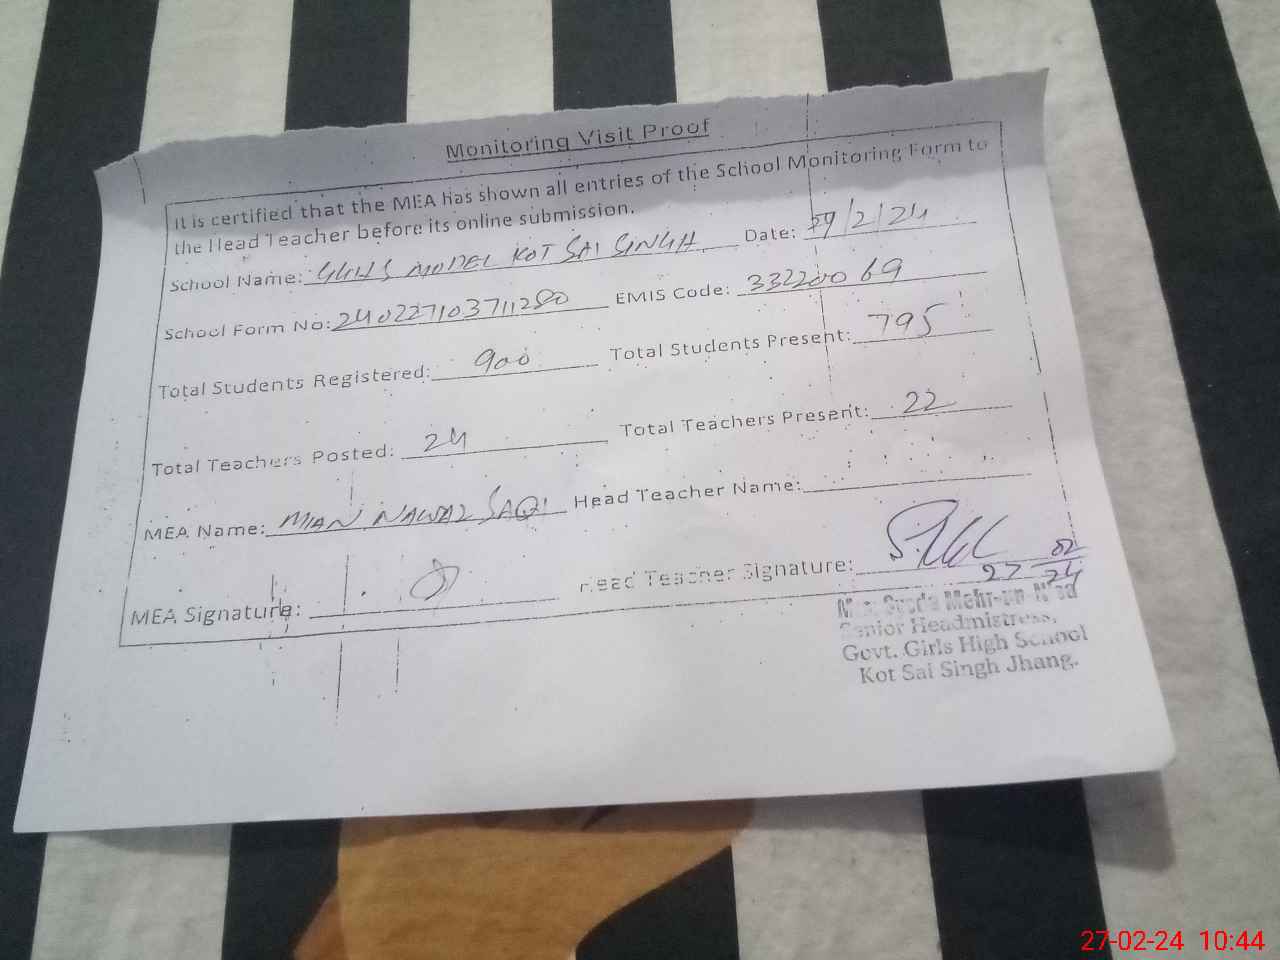 Monitoring Visit Proof
It is certified that the MEA has shown all entries of the School Monitoring Form to
the Head Teacher before its online submission.
School Name: GGHS MODEL KOT SAI SINGH Date: 27/2/24
School Form No: 240227103711280 EMIS Code: 33220069
Total Students Registered: 900 Total Students Present: 795
Total Teachers Posted: 24 Total Teachers Present: 22
MEA Name: MIAN NAWAZ SAQI Head Teacher Name:
MEA Signature: Head Teacher Signature:
27 02 24
Mehr-un-Nisa
Senior Headmistress,
Govt. Girls High School
Kot Sai Singh Jhang.
27-02-24 10:44